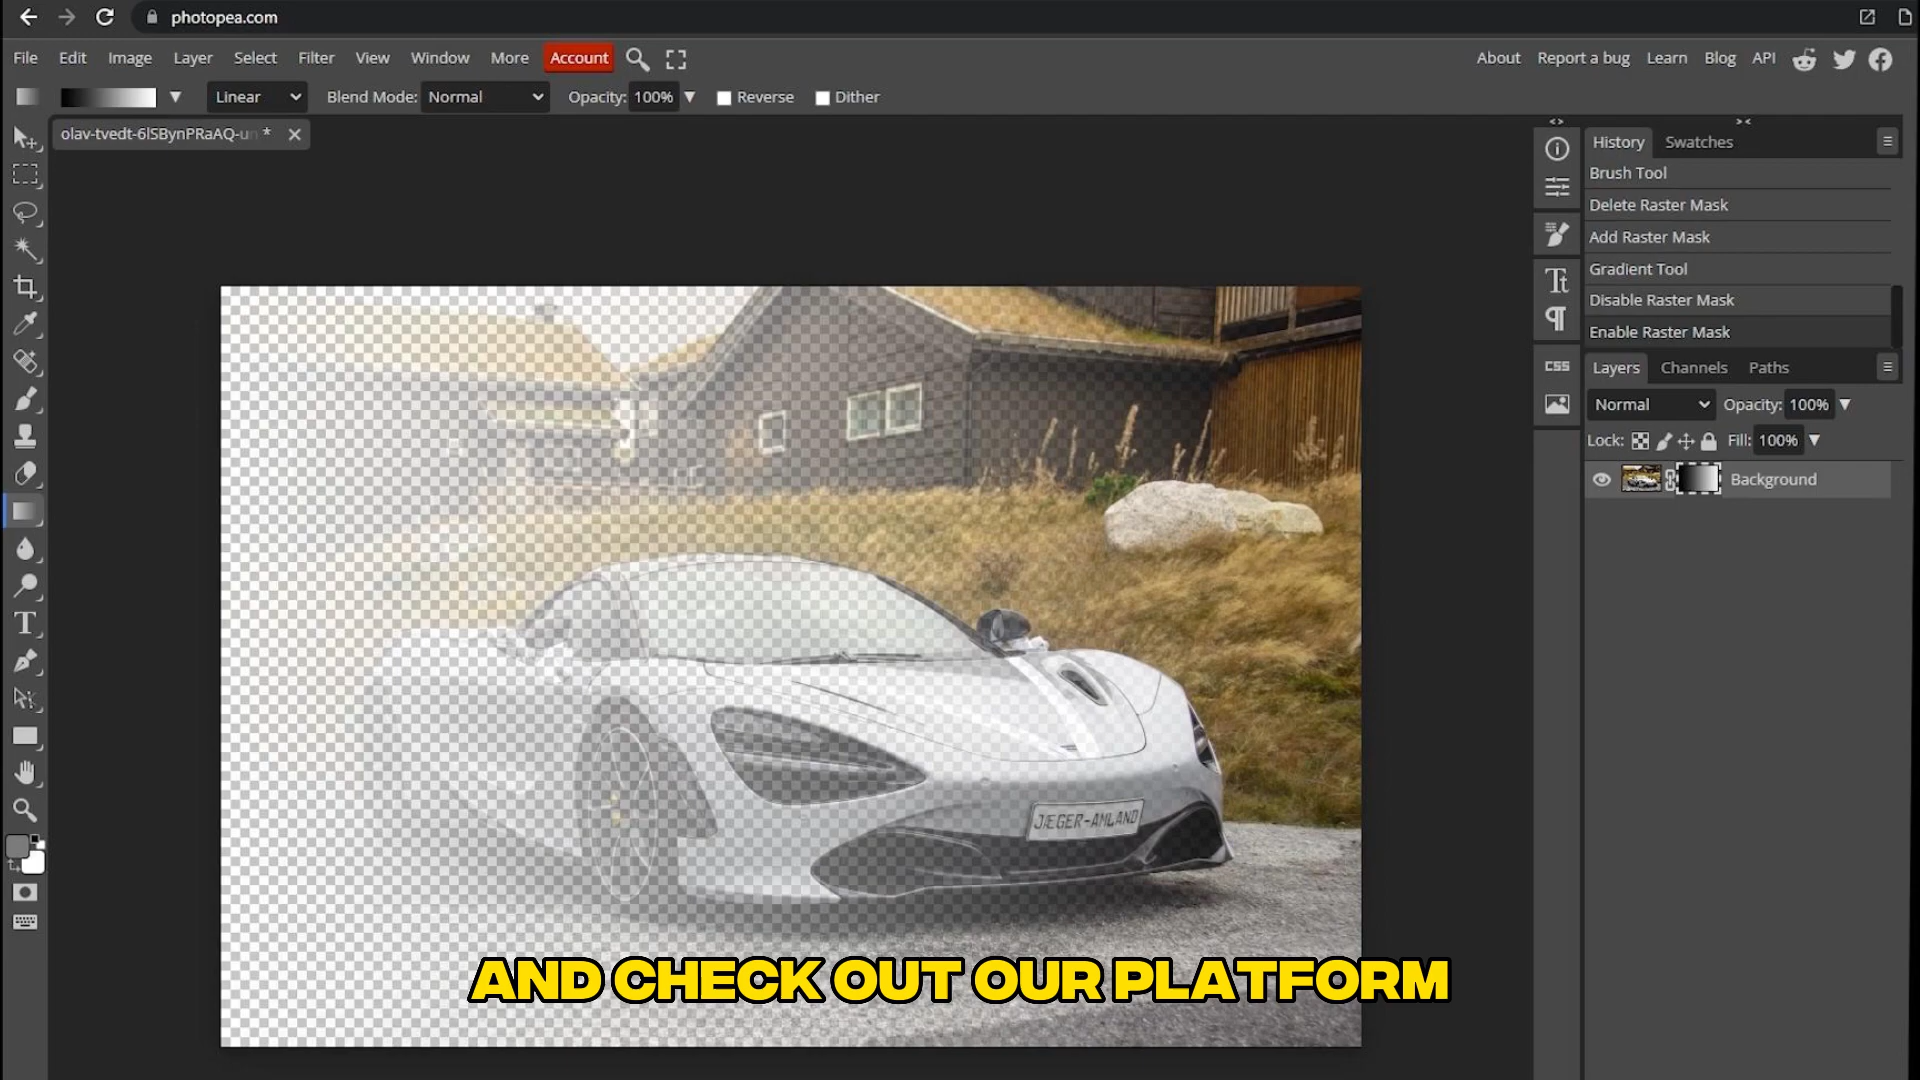 photopea.com
File Edit Image Layer Select Filter View Window More Account
About Report a bug Learn Blog API
Linear Blend Mode: Normal Opacity: 100% Reverse Dither
olav-tvedt-6lSBynPRaAQ-un *
History Swatches
Brush Tool
Delete Raster Mask
Add Raster Mask
Gradient Tool
Disable Raster Mask
Enable Raster Mask
CSS
Layers Channels Paths
Normal Opacity: 100%
Lock: Fill: 100%
Background
JÆGER-AMLAND
AND CHECK OUT OUR PLATFORM